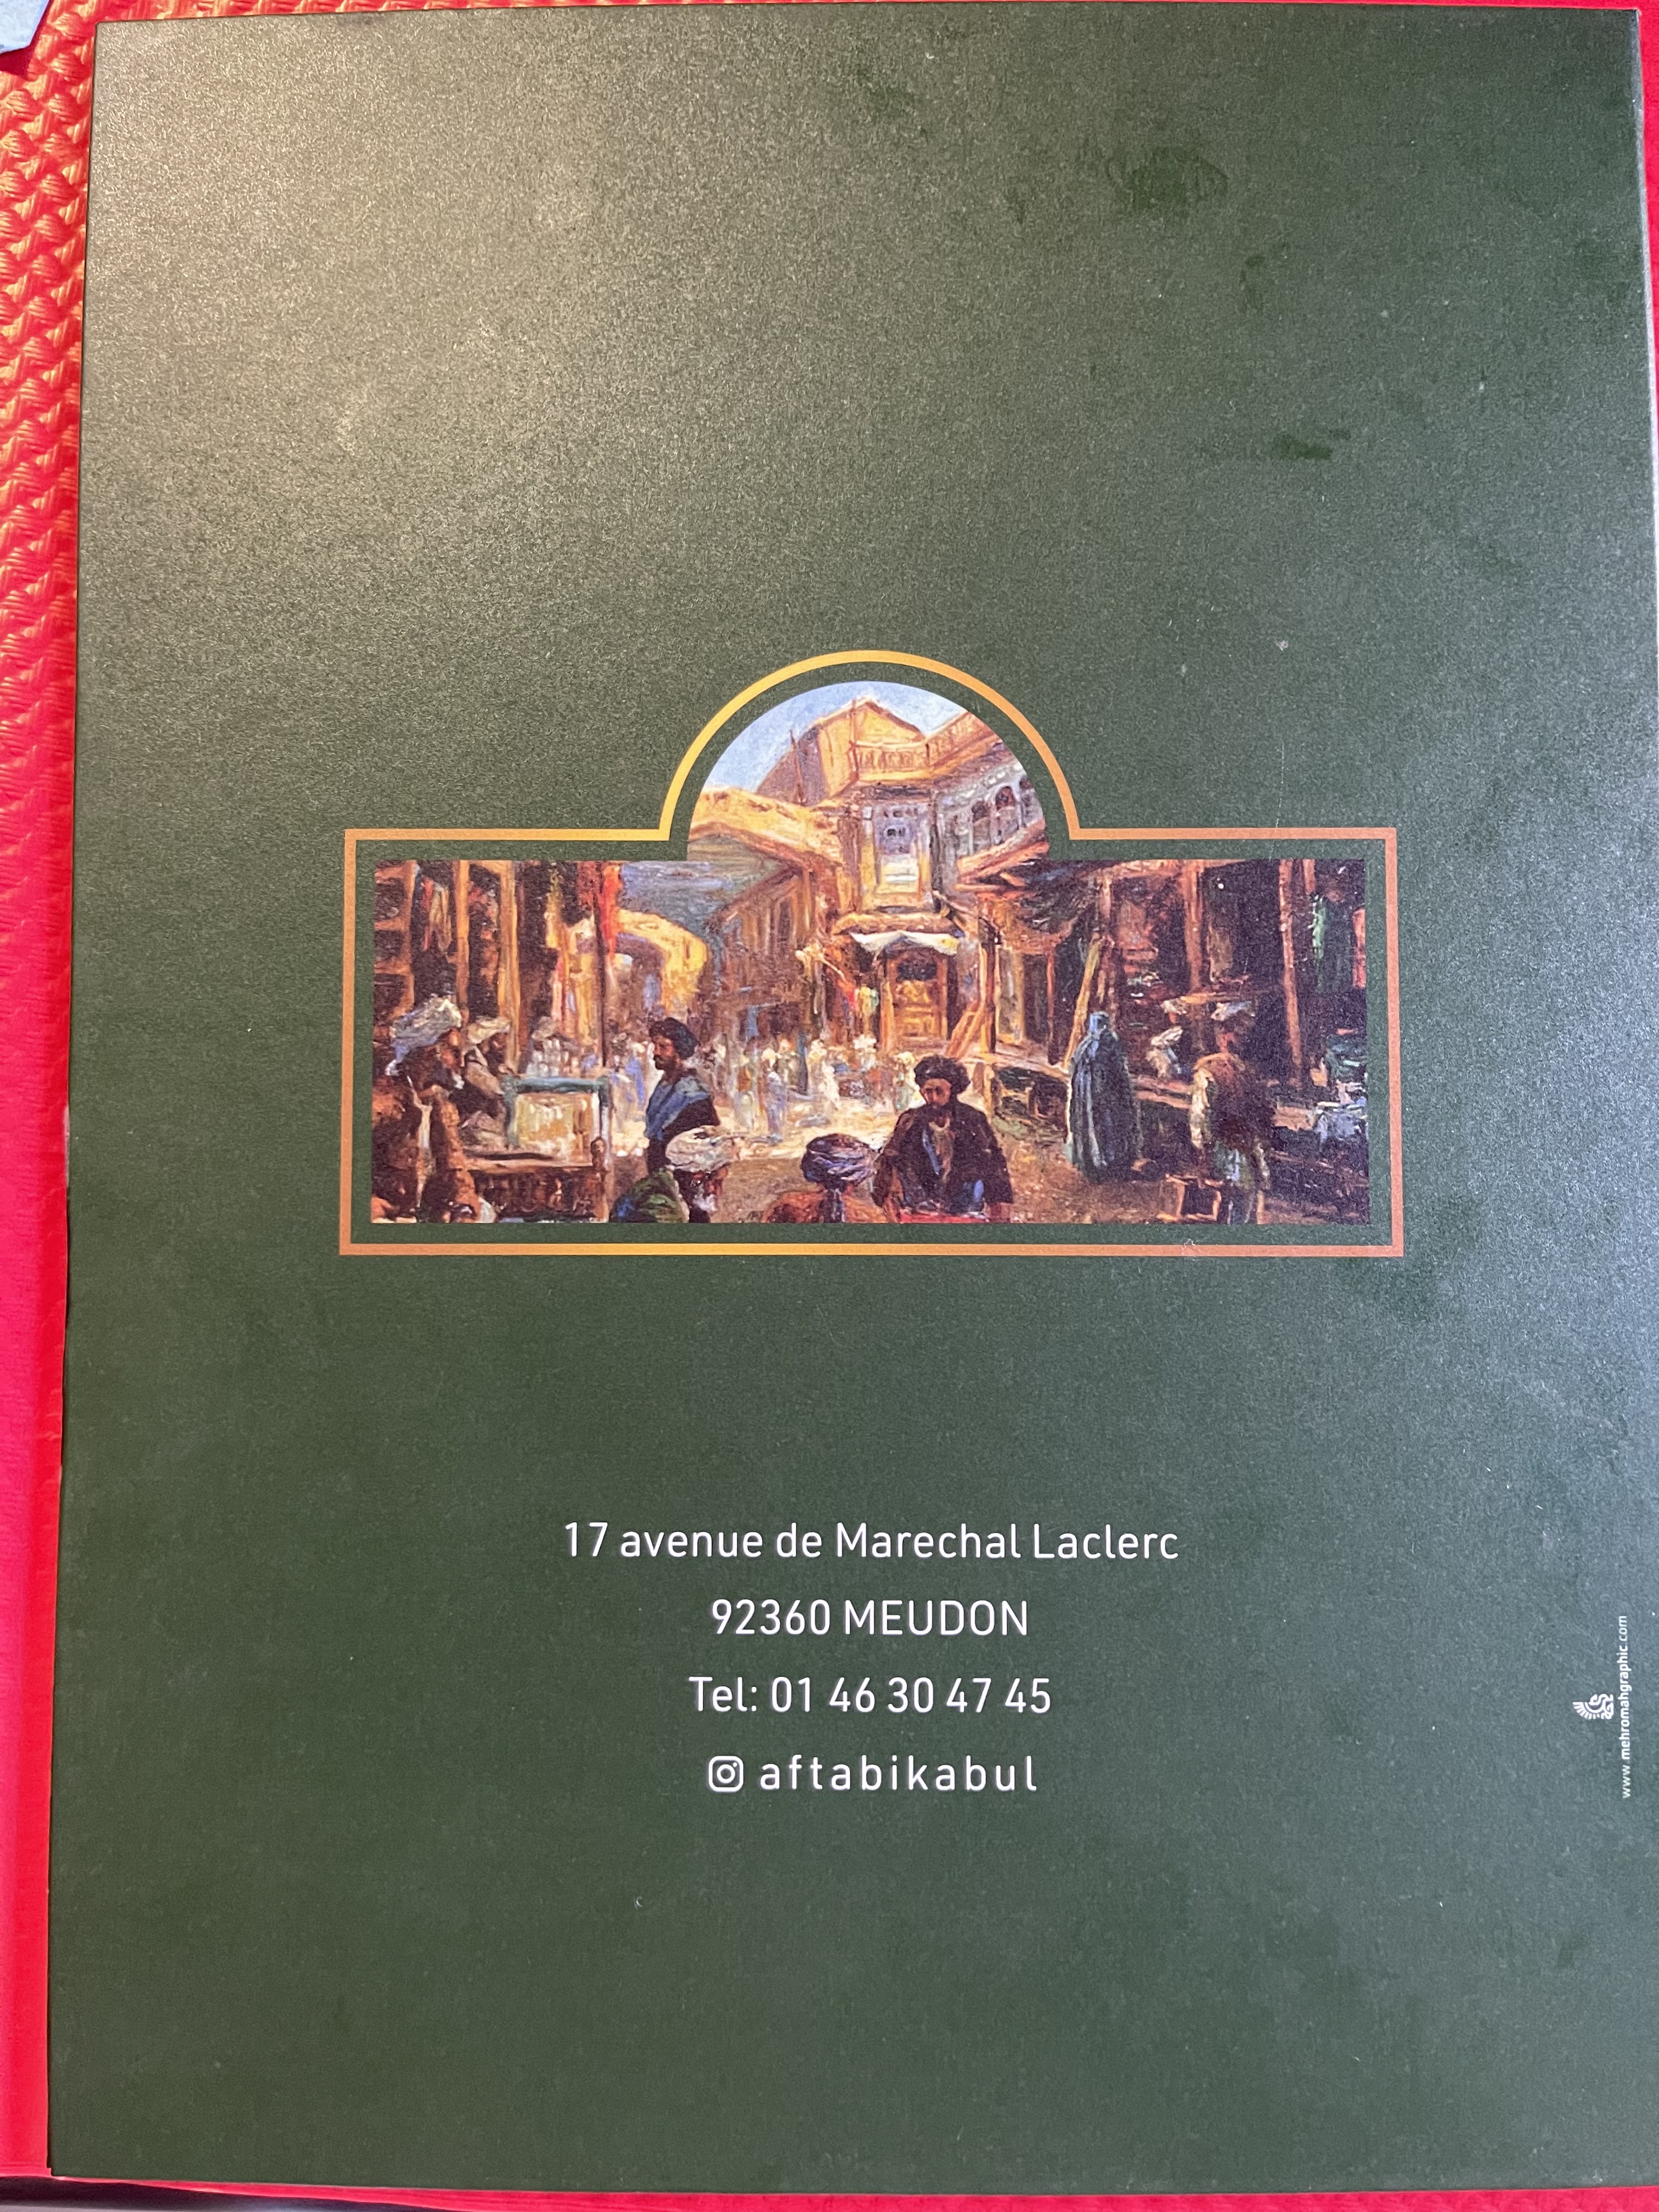 17 avenue de Marechal Laclerc
92360 MEUDON
Tel: 01 46 30 47 45
aftabikabul
www.mehromahgraphic.com